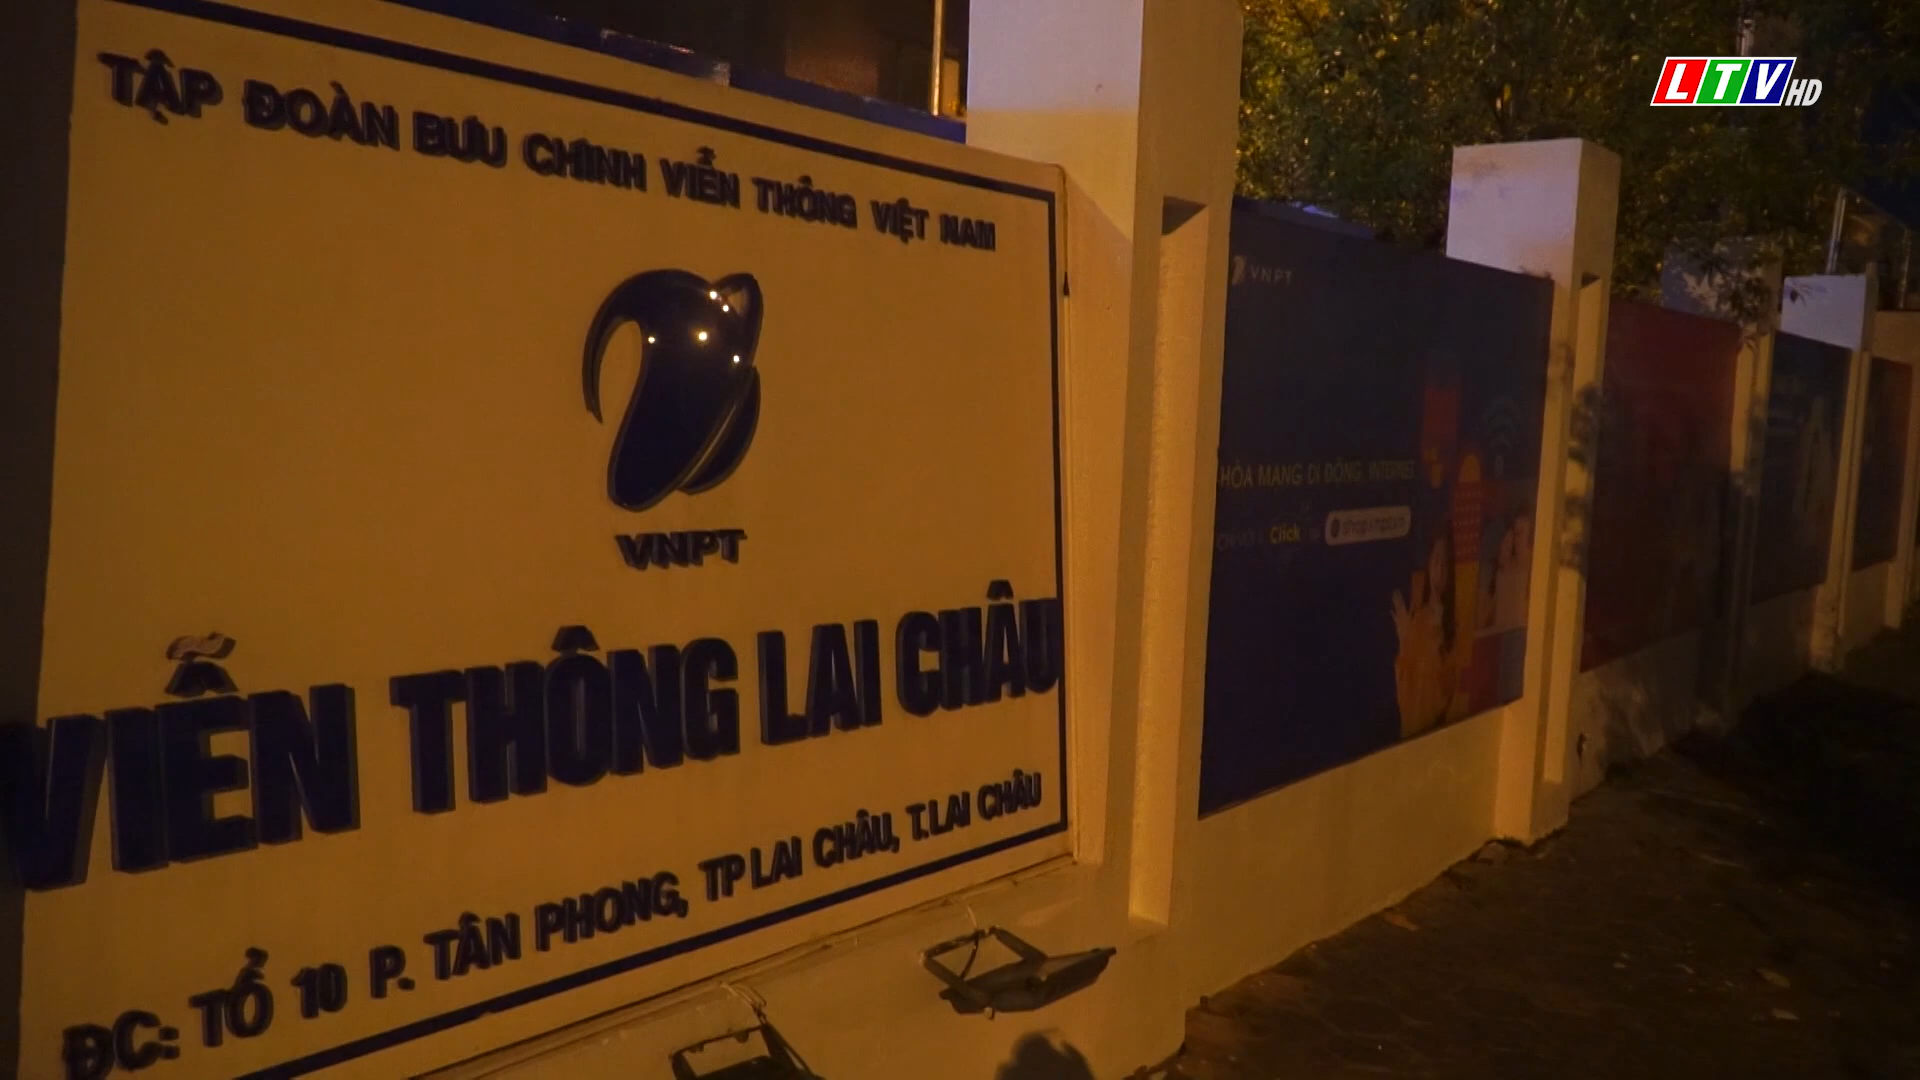 TẬP ĐOÀN BƯU CHÍNH VIỄN THÔNG VIỆT NAM
VNPT
VIỄN THÔNG LAI CHÂU
ĐC: TỔ 10 P. TÂN PHONG, TP LAI CHÂU, T.LAI CHÂU
VNPT
HÒA MẠNG DI ĐỘNG, INTERNET
Click
LTV HD